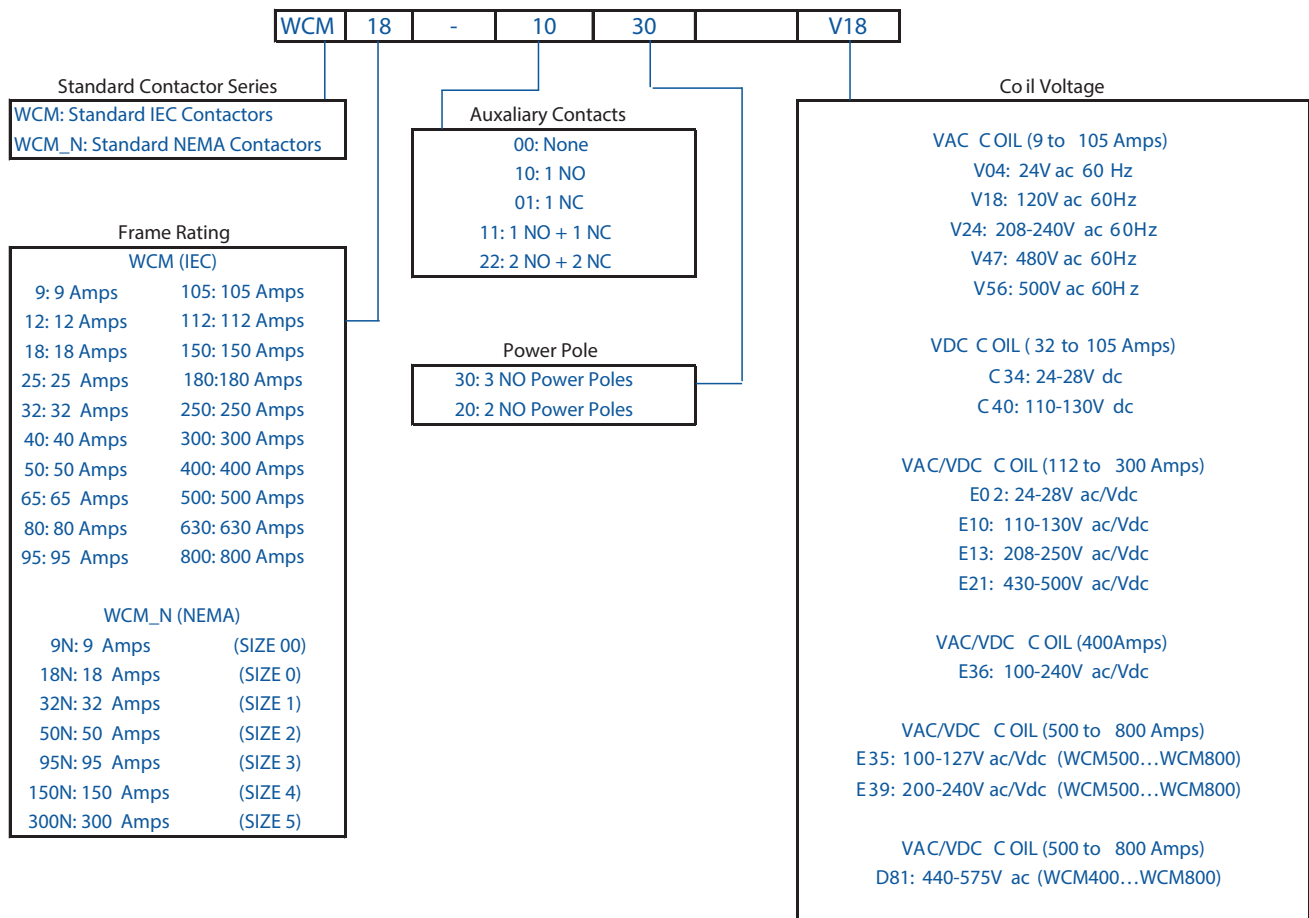 WCM 18 - 10 30 V18
Standard Contactor Series
WCM: Standard IEC Contactors
WCM_N: Standard NEMA Contactors
Frame Rating
WCM (IEC)
9: 9 Amps 105: 105 Amps
12: 12 Amps 112: 112 Amps
18: 18 Amps 150: 150 Amps
25: 25 Amps 180:180 Amps
32: 32 Amps 250: 250 Amps
40: 40 Amps 300: 300 Amps
50: 50 Amps 400: 400 Amps
65: 65 Amps 500: 500 Amps
80: 80 Amps 630: 630 Amps
95: 95 Amps 800: 800 Amps
WCM_N (NEMA)
9N: 9 Amps (SIZE 00)
18N: 18 Amps (SIZE 0)
32N: 32 Amps (SIZE 1)
50N: 50 Amps (SIZE 2)
95N: 95 Amps (SIZE 3)
150N: 150 Amps (SIZE 4)
300N: 300 Amps (SIZE 5)
Auxaliary Contacts
00: None
10: 1 NO
01: 1 NC
11: 1 NO + 1 NC
22: 2 NO + 2 NC
Power Pole
30: 3 NO Power Poles
20: 2 NO Power Poles
Co il Voltage
VAC C OIL (9 to 105 Amps)
V04: 24V ac 60 Hz
V18: 120V ac 60Hz
V24: 208-240V ac 60Hz
V47: 480V ac 60Hz
V56: 500V ac 60H z
VDC C OIL ( 32 to 105 Amps)
C 34: 24-28V dc
C 40: 110-130V dc
VAC/VDC C OIL (112 to 300 Amps)
E0 2: 24-28V ac/Vdc
E10: 110-130V ac/Vdc
E13: 208-250V ac/Vdc
E21: 430-500V ac/Vdc
VAC/VDC C OIL (400Amps)
E36: 100-240V ac/Vdc
VAC/VDC C OIL (500 to 800 Amps)
E35: 100-127V ac/Vdc (WCM500...WCM800)
E39: 200-240V ac/Vdc (WCM500...WCM800)
VAC/VDC C OIL (500 to 800 Amps)
D81: 440-575V ac (WCM400...WCM800)